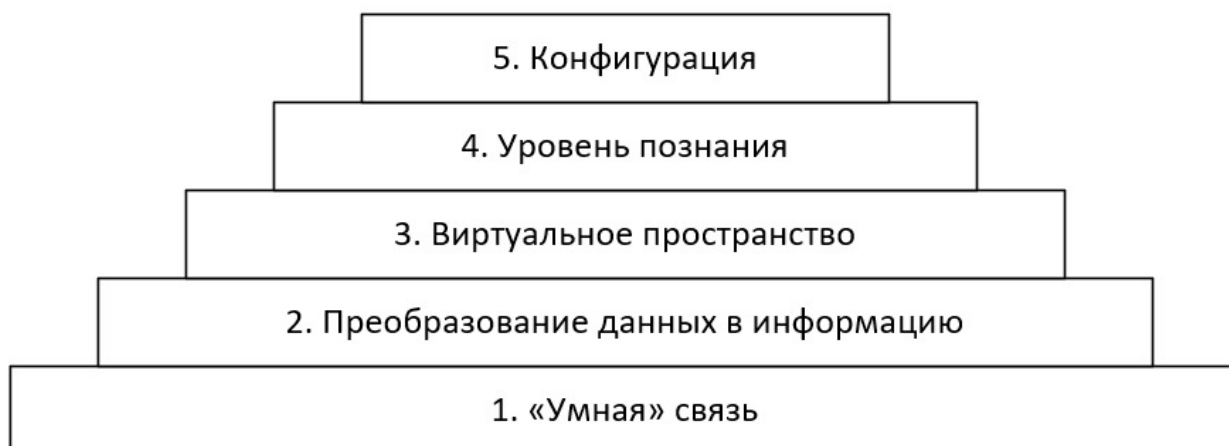 5. Конфигурация
4. Уровень познания
3. Виртуальное пространство
2. Преобразование данных в информацию
1. «Умная» связь